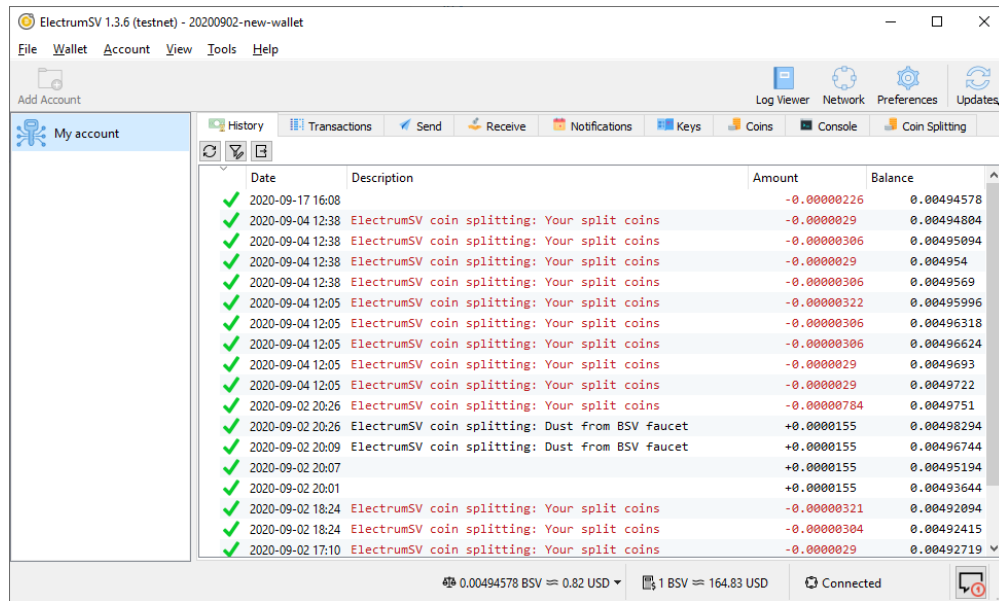 ElectrumSV 1.3.6 (testnet) - 20200902-new-wallet
File Wallet Account View Tools Help
Add Account Log Viewer Network Preferences Updates
My account
History Transactions Send Receive Notifications Keys Coins Console Coin Splitting
Date Description Amount Balance
2020-09-17 16:08 -0.00000226 0.00494578
2020-09-04 12:38 ElectrumSV coin splitting: Your split coins -0.0000029 0.00494804
2020-09-04 12:38 ElectrumSV coin splitting: Your split coins -0.00000306 0.00495094
2020-09-04 12:38 ElectrumSV coin splitting: Your split coins -0.0000029 0.004954
2020-09-04 12:38 ElectrumSV coin splitting: Your split coins -0.00000306 0.0049569
2020-09-04 12:05 ElectrumSV coin splitting: Your split coins -0.00000322 0.00495996
2020-09-04 12:05 ElectrumSV coin splitting: Your split coins -0.00000306 0.00496318
2020-09-04 12:05 ElectrumSV coin splitting: Your split coins -0.00000306 0.00496624
2020-09-04 12:05 ElectrumSV coin splitting: Your split coins -0.0000029 0.0049693
2020-09-04 12:05 ElectrumSV coin splitting: Your split coins -0.0000029 0.0049722
2020-09-02 20:26 ElectrumSV coin splitting: Your split coins -0.00000784 0.0049751
2020-09-02 20:26 ElectrumSV coin splitting: Dust from BSV faucet +0.0000155 0.00498294
2020-09-02 20:09 ElectrumSV coin splitting: Dust from BSV faucet +0.0000155 0.00496744
2020-09-02 20:07 +0.0000155 0.00495194
2020-09-02 20:01 +0.0000155 0.00493644
2020-09-02 18:24 ElectrumSV coin splitting: Your split coins -0.00000321 0.00492094
2020-09-02 18:24 ElectrumSV coin splitting: Your split coins -0.00000304 0.00492415
2020-09-02 17:10 ElectrumSV coin splitting: Your split coins -0.0000029 0.00492719
0.00494578 BSV ≈ 0.82 USD 1 BSV ≈ 164.83 USD Connected 1